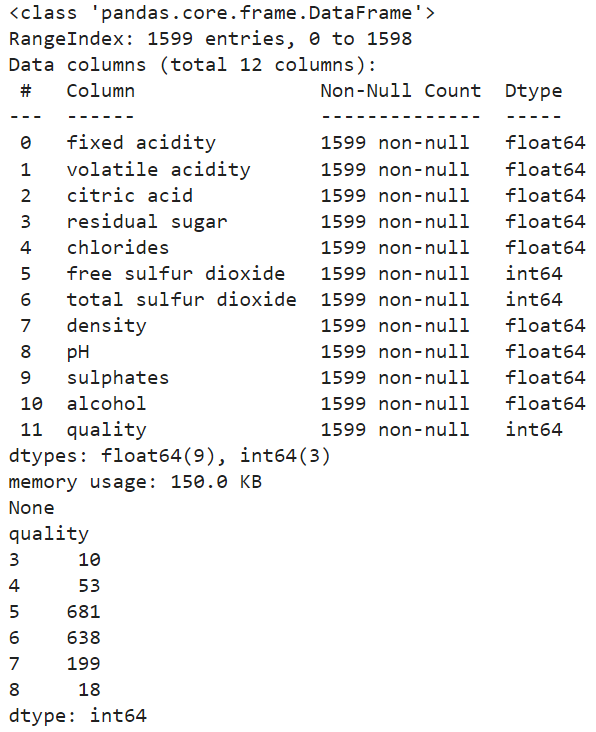 <class 'pandas.core.frame.DataFrame'>
RangeIndex: 1599 entries, 0 to 1598
Data columns (total 12 columns):
 #   Column                Non-Null Count  Dtype
---  ------                --------------  -----
 0   fixed acidity         1599 non-null   float64
 1   volatile acidity      1599 non-null   float64
 2   citric acid           1599 non-null   float64
 3   residual sugar        1599 non-null   float64
 4   chlorides             1599 non-null   float64
 5   free sulfur dioxide   1599 non-null   int64
 6   total sulfur dioxide  1599 non-null   int64
 7   density               1599 non-null   float64
 8   pH                    1599 non-null   float64
 9   sulphates             1599 non-null   float64
 10  alcohol               1599 non-null   float64
 11  quality               1599 non-null   int64
dtypes: float64(9), int64(3)
memory usage: 150.0 KB
None
quality
3     10
4     53
5    681
6    638
7    199
8     18
dtype: int64